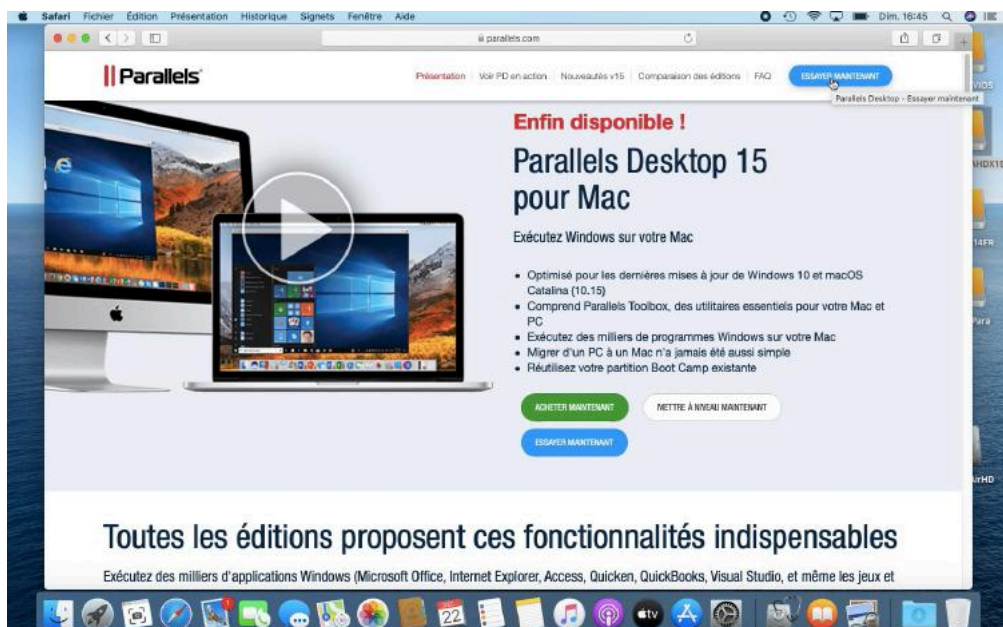 Safari Fichier Édition Présentation Historique Signets Fenêtre Aide Dim. 16:45
parallels.com
Parallels®
Présentation Voir PD en action Nouveautés v15 Comparaison des éditions FAQ ESSAYER MAINTENANT
Parallels Desktop - Essayer maintenant
Enfin disponible !
Parallels Desktop 15
pour Mac
Exécutez Windows sur votre Mac
• Optimisé pour les dernières mises à jour de Windows 10 et macOS
Catalina (10.15)
• Comprend Parallels Toolbox, des utilitaires essentiels pour votre Mac et
PC
• Exécutez des milliers de programmes Windows sur votre Mac
• Migrer d'un PC à un Mac n'a jamais été aussi simple
• Réutilisez votre partition Boot Camp existante
ACHETER MAINTENANT METTRE À NIVEAU MAINTENANT
ESSAYER MAINTENANT
Toutes les éditions proposent ces fonctionnalités indispensables
Exécutez des milliers d'applications Windows (Microsoft Office, Internet Explorer, Access, Quicken, QuickBooks, Visual Studio, et même les jeux et
22
tv